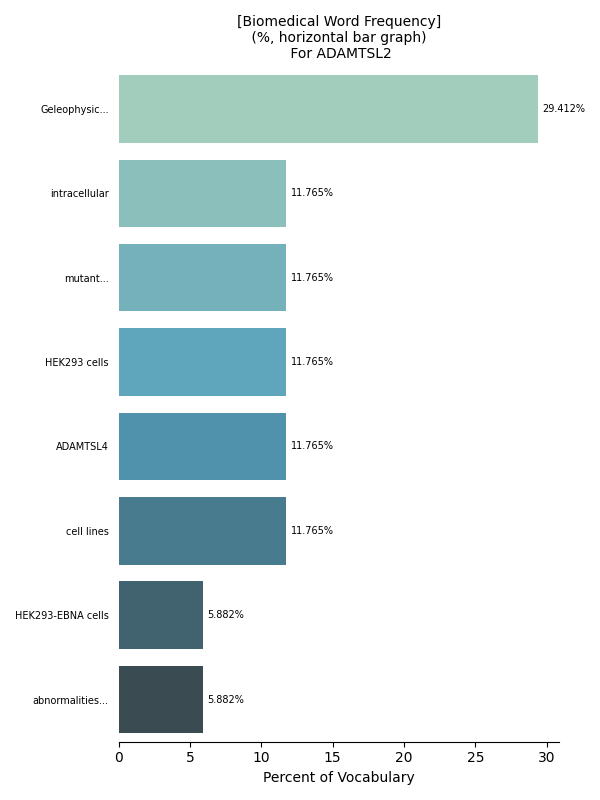 [Biomedical Word Frequency]
(%, horizontal bar graph)
For ADAMTSL2
Geleophysic... 29.412%
intracellular 11.765%
mutant... 11.765%
HEK293 cells 11.765%
ADAMTSL4 11.765%
cell lines 11.765%
HEK293-EBNA cells 5.882%
abnormalities... 5.882%
0 5 10 15 20 25 30
Percent of Vocabulary